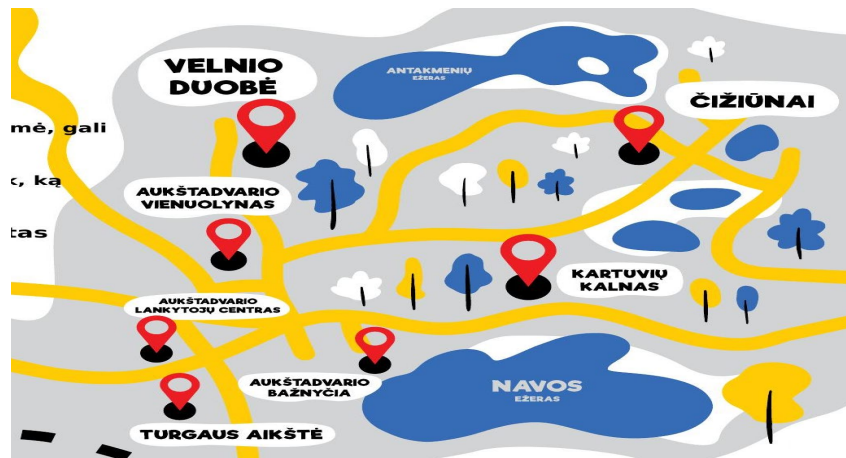 VELNIO
DUOBĖ
ANTAKMENIŲ
EŽERAS
ČIŽIŪNAI
mė, gali
ką
tas
AUKŠTADVARIO
VIENUOLYNAS
KARTUVIŲ
KALNAS
AUKŠTADVARIO
LANKYTOJŲ CENTRAS
AUKŠTADVARIO
BAŽNYČIA
NAVOS
EŽERAS
TURGAUS AIKŠTĖ